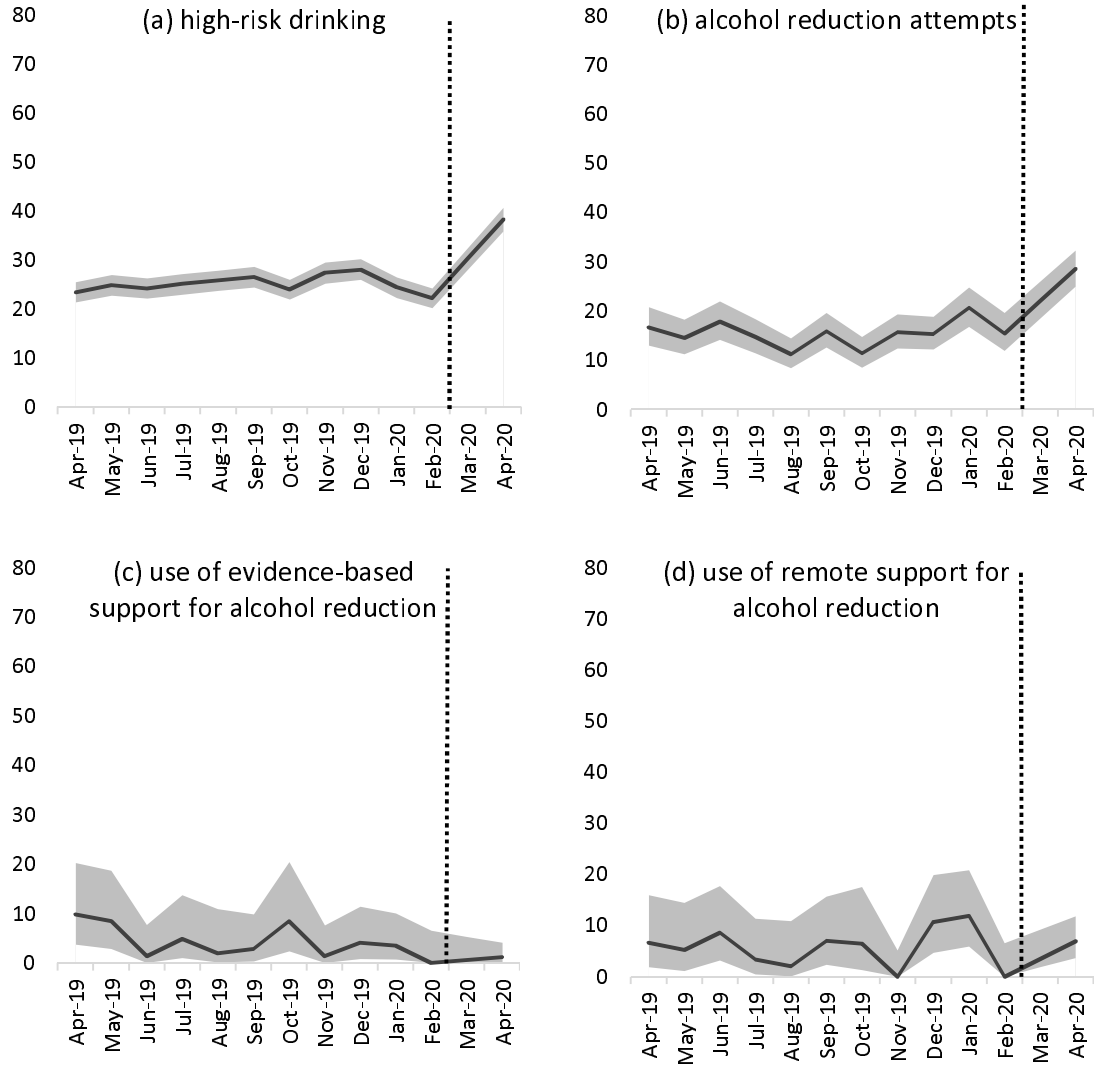 (a) high-risk drinking
80
70
60
50
40
30
20
10
0
Apr-19
May-19
Jun-19
Jul-19
Aug-19
Sep-19
Oct-19
Nov-19
Dec-19
Jan-20
Feb-20
Mar-20
Apr-20
(b) alcohol reduction attempts
80
70
60
50
40
30
20
10
0
Apr-19
May-19
Jun-19
Jul-19
Aug-19
Sep-19
Oct-19
Nov-19
Dec-19
Jan-20
Feb-20
Mar-20
Apr-20
(c) use of evidence-based
support for alcohol reduction
80
70
60
50
40
30
20
10
0
Apr-19
May-19
Jun-19
Jul-19
Aug-19
Sep-19
Oct-19
Nov-19
Dec-19
Jan-20
Feb-20
Mar-20
Apr-20
(d) use of remote support for
alcohol reduction
80
70
60
50
40
30
20
10
0
Apr-19
May-19
Jun-19
Jul-19
Aug-19
Sep-19
Oct-19
Nov-19
Dec-19
Jan-20
Feb-20
Mar-20
Apr-20